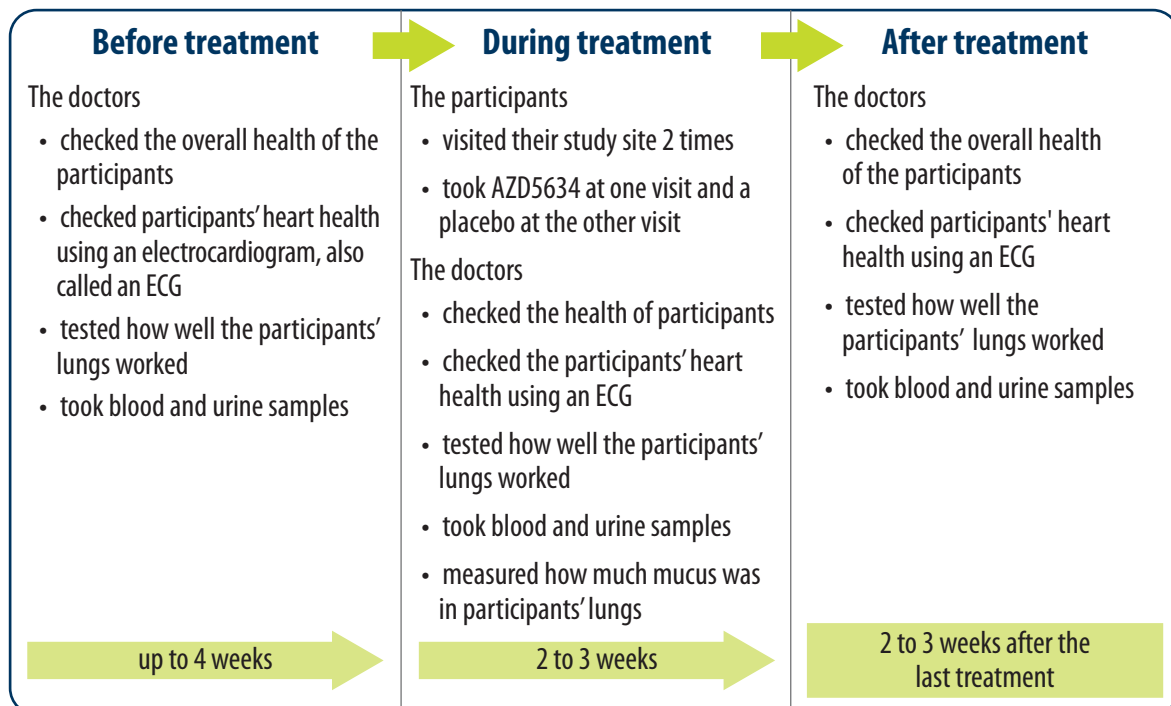 Before treatment
The doctors
• checked the overall health of the
participants
• checked participants' heart health
using an electrocardiogram, also
called an ECG
• tested how well the participants'
lungs worked
• took blood and urine samples
up to 4 weeks
During treatment
The participants
• visited their study site 2 times
• took AZD5634 at one visit and a
placebo at the other visit
The doctors
• checked the health of participants
• checked the participants' heart
health using an ECG
• tested how well the participants'
lungs worked
• took blood and urine samples
• measured how much mucus was
in participants' lungs
2 to 3 weeks
After treatment
The doctors
• checked the overall health
of the participants
• checked participants' heart
health using an ECG
• tested how well the
participants' lungs worked
• took blood and urine samples
2 to 3 weeks after the
last treatment